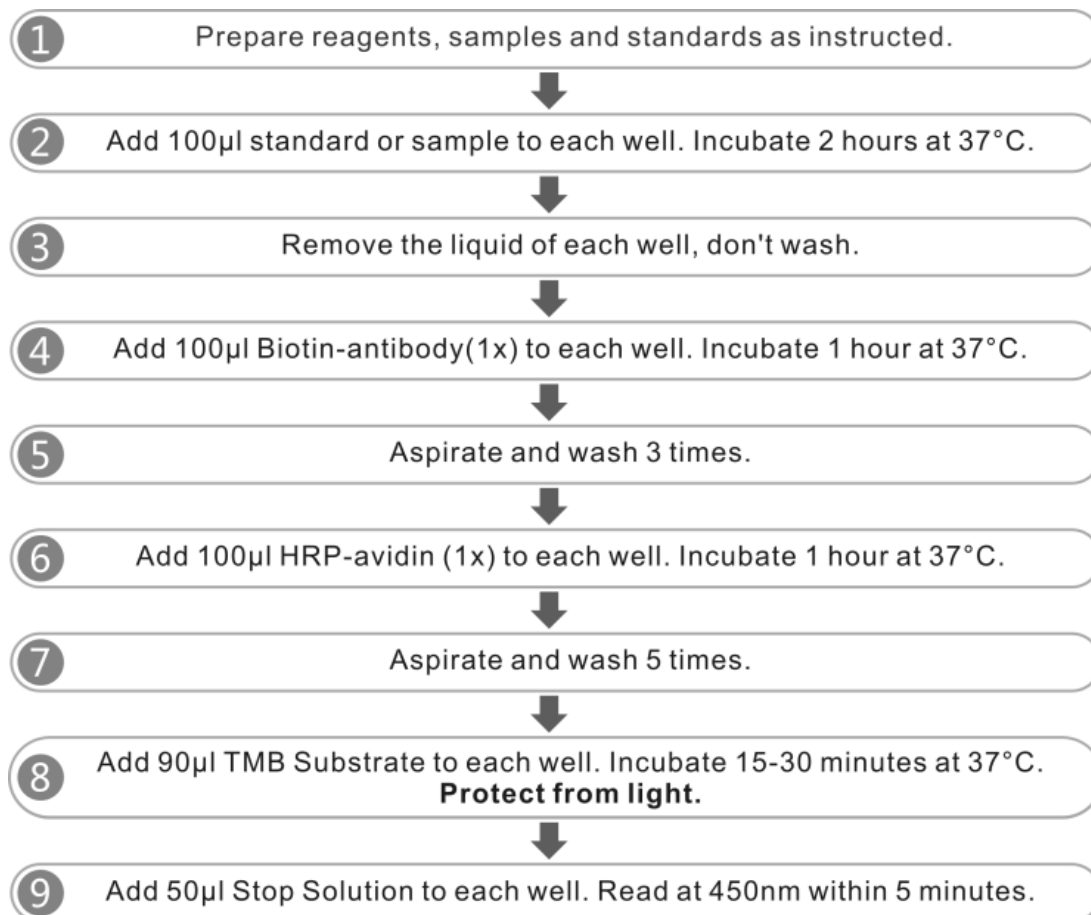 1 Prepare reagents, samples and standards as instructed.
2 Add 100μl standard or sample to each well. Incubate 2 hours at 37°C.
3 Remove the liquid of each well, don't wash.
4 Add 100μl Biotin-antibody(1x) to each well. Incubate 1 hour at 37°C.
5 Aspirate and wash 3 times.
6 Add 100μl HRP-avidin (1x) to each well. Incubate 1 hour at 37°C.
7 Aspirate and wash 5 times.
8 Add 90μl TMB Substrate to each well. Incubate 15-30 minutes at 37°C.
Protect from light.
9 Add 50μl Stop Solution to each well. Read at 450nm within 5 minutes.